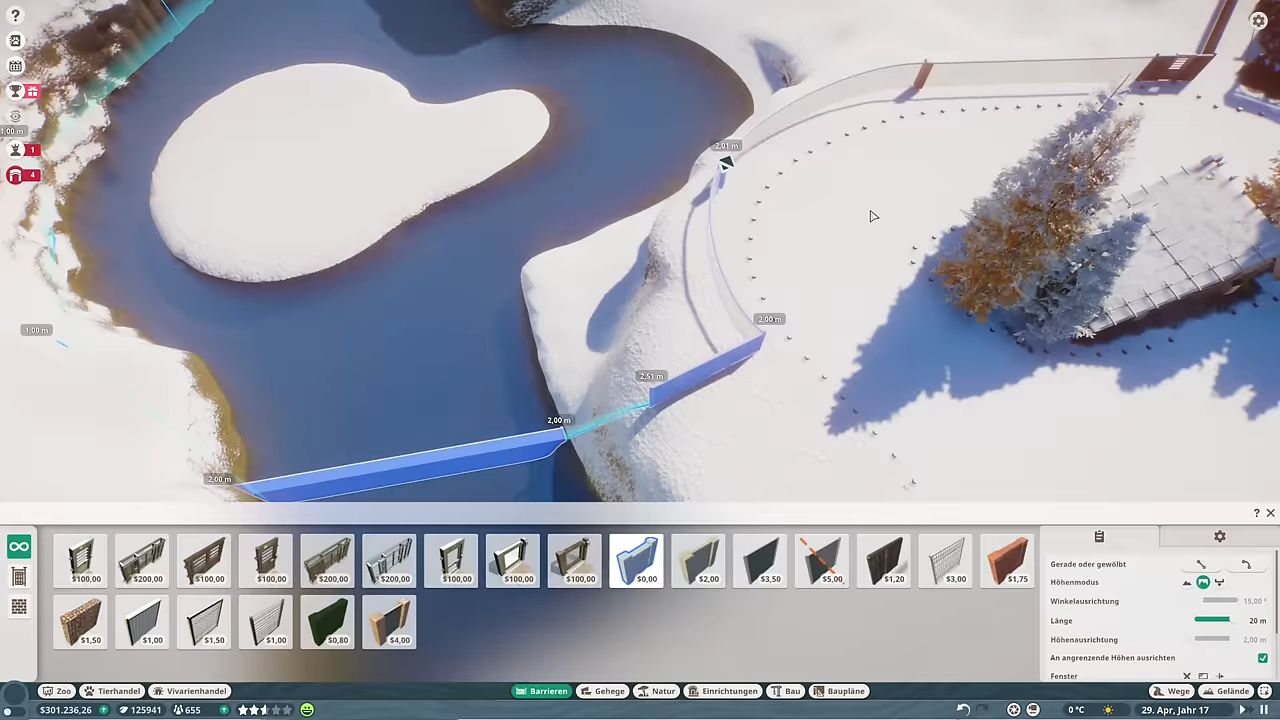 ?
1,00 m
1
4
2,01 m
1,00 m
2,00 m
2,51 m
2,00 m
2,00 m
?
$100,00
$200,00
$100,00
$100,00
$200,00
$200,00
$100,00
$100,00
$100,00
$0,00
$2,00
$3,50
$5,00
$1,20
$3,00
$1,75
$1,50
$1,00
$1,50
$1,00
$0,80
$4,00
Gerade oder gewölbt
Höhenmodus
Winkelausrichtung 15,00 °
Länge 20 m
Höhenausrichtung 2,00 m
An angrenzende Höhen ausrichten
Fenster
Zoo Tierhandel Vivarienhandel Barrieren Gehege Natur Einrichtungen Bau Baupläne Wege Gelände
$301.236,26 125941 655 0 °C 29. Apr, Jahr 17